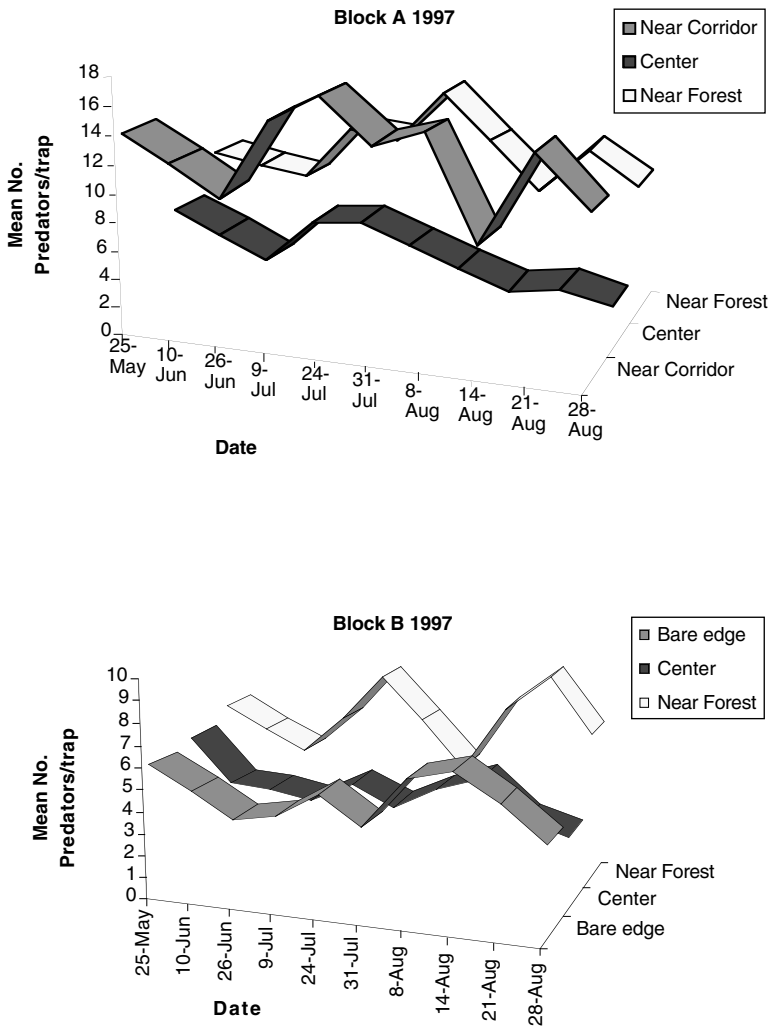 Block A 1997
Near Corridor
Center
Near Forest
Mean No.
Predators/trap
18
16
14
12
10
8
6
4
2
0
25-
May
10-
Jun
26-
Jun
9-
Jul
24-
Jul
31-
Jul
8-
Aug
14-
Aug
21-
Aug
28-
Aug
Near Forest
Center
Near Corridor
Date
Block B 1997
Bare edge
Center
Near Forest
Mean No.
Predators/trap
10
9
8
7
6
5
4
3
2
1
0
25-May
10-Jun
26-Jun
9-Jul
24-Jul
31-Jul
8-Aug
14-Aug
21-Aug
28-Aug
Near Forest
Center
Bare edge
Date